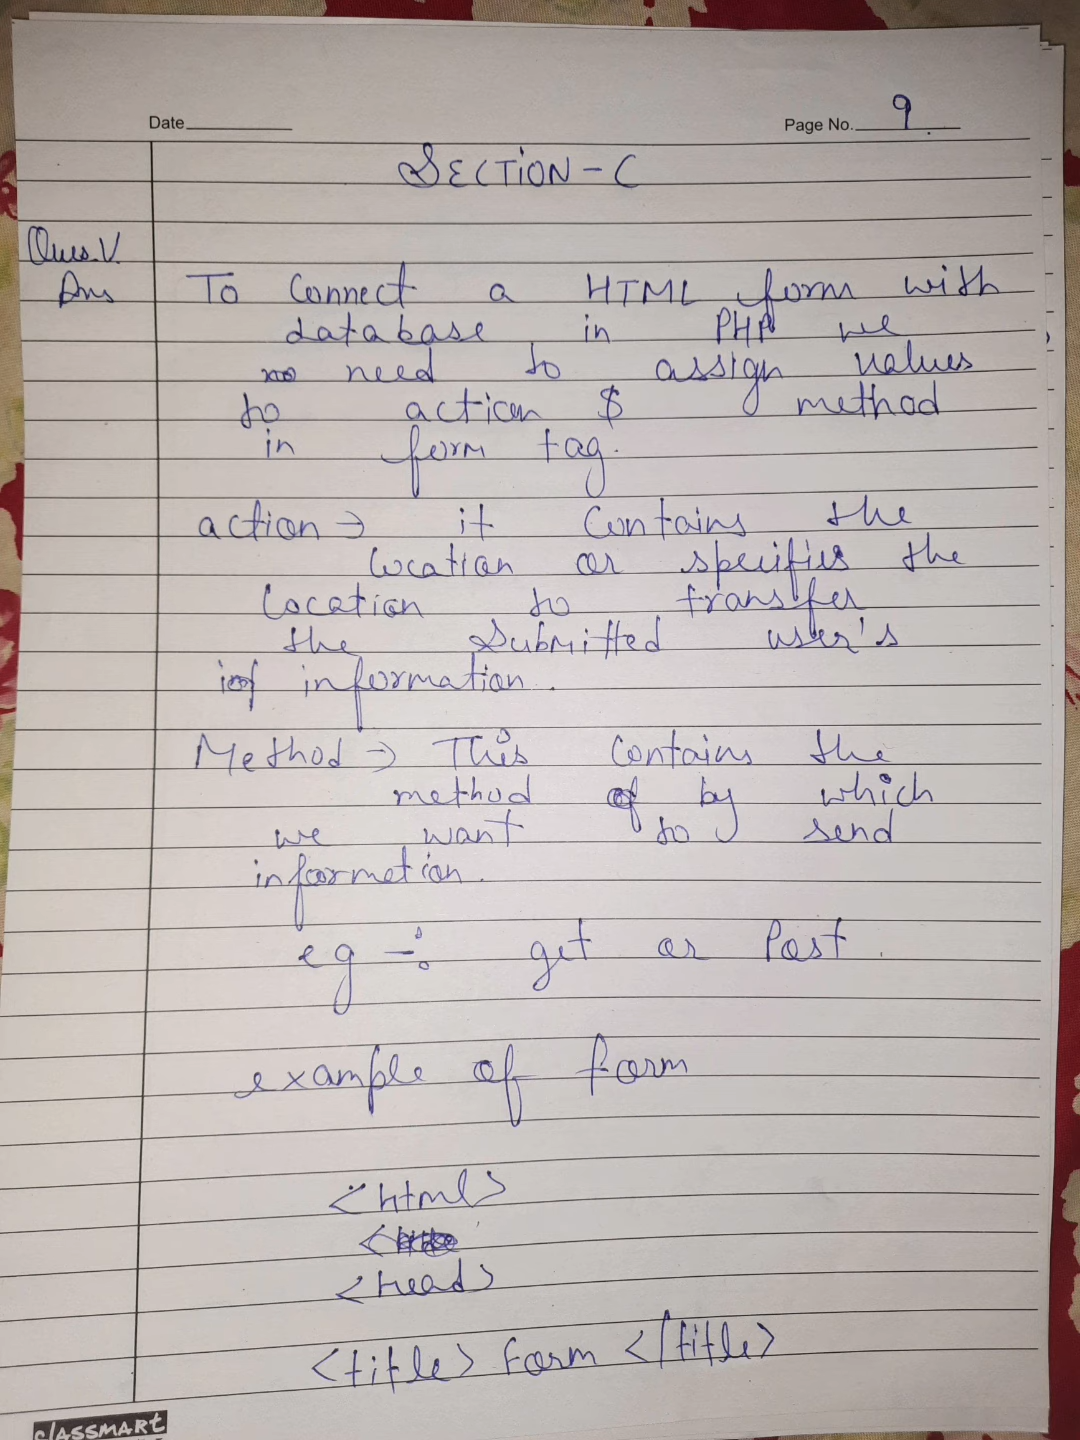 Date
Page No. 9
SECTION - C
Ques. V
Ans To Connect a HTML form with
database in PHP we
need to assign values
to action $ method
in form tag.
action → it contains the
location or specifies the
location to transfer
the submitted user's
information.
Method → This contains the
method by which
we want to send
informetion.
eg -: get or Post.
example of form
<html>
<head>
<title> Form </title>
classmart